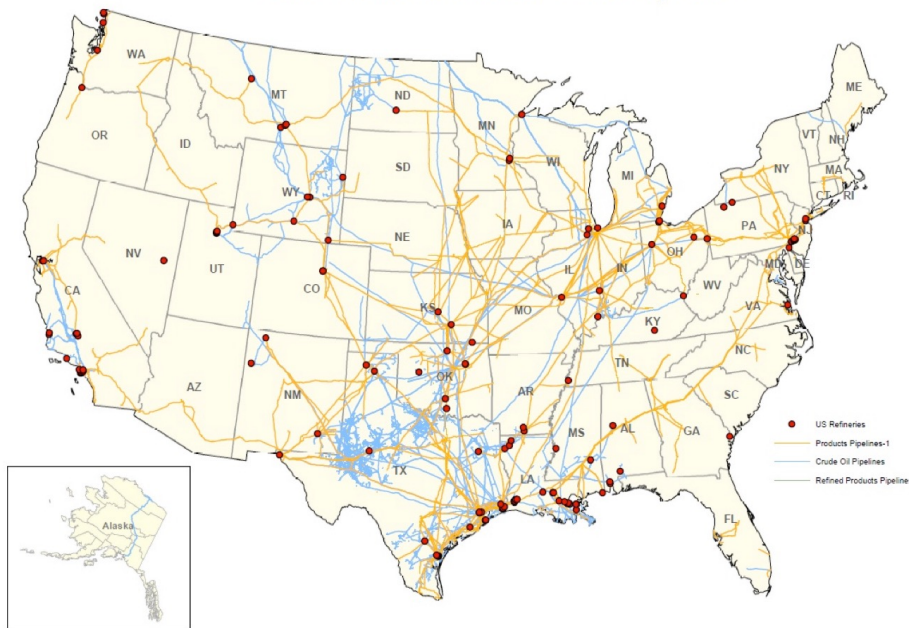 WA
MT
ND
ME
OR
ID
MN
VT
NH
SD
WI
NY
MA
WY
MI
CT
RI
IA
PA
NE
NJ
NV
OH
UT
IL
IN
MD
DE
CA
CO
WV
KS
MO
VA
KY
NC
TN
OK
AZ
NM
AR
SC
MS
AL
GA
TX
LA
FL
US Refineries
Products Pipelines-1
Crude Oil Pipelines
Refined Products Pipeline
Alaska